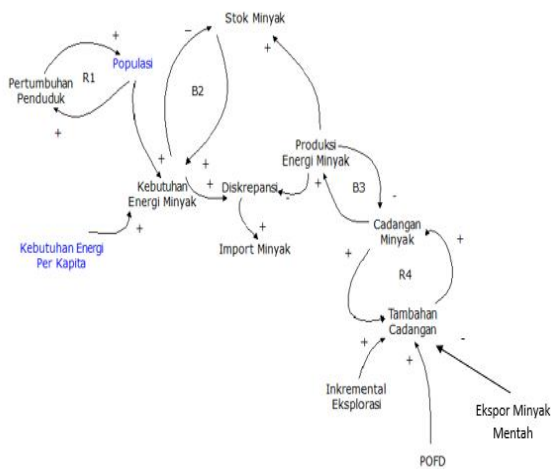 Stok Minyak
+
-
+
Populasi
R1
Pertumbuhan
Penduduk
+
B2
Produksi
Energi Minyak
+
+
Kebutuhan
Energi Minyak
+
Diskrepansi
-
+
B3
-
Cadangan
Minyak
+
Kebutuhan Energi
Per Kapita
+
Import Minyak
+
+
R4
Tambahan
Cadangan
+
-
+
Inkremental
Eksplorasi
Ekspor Minyak
Mentah
POFD